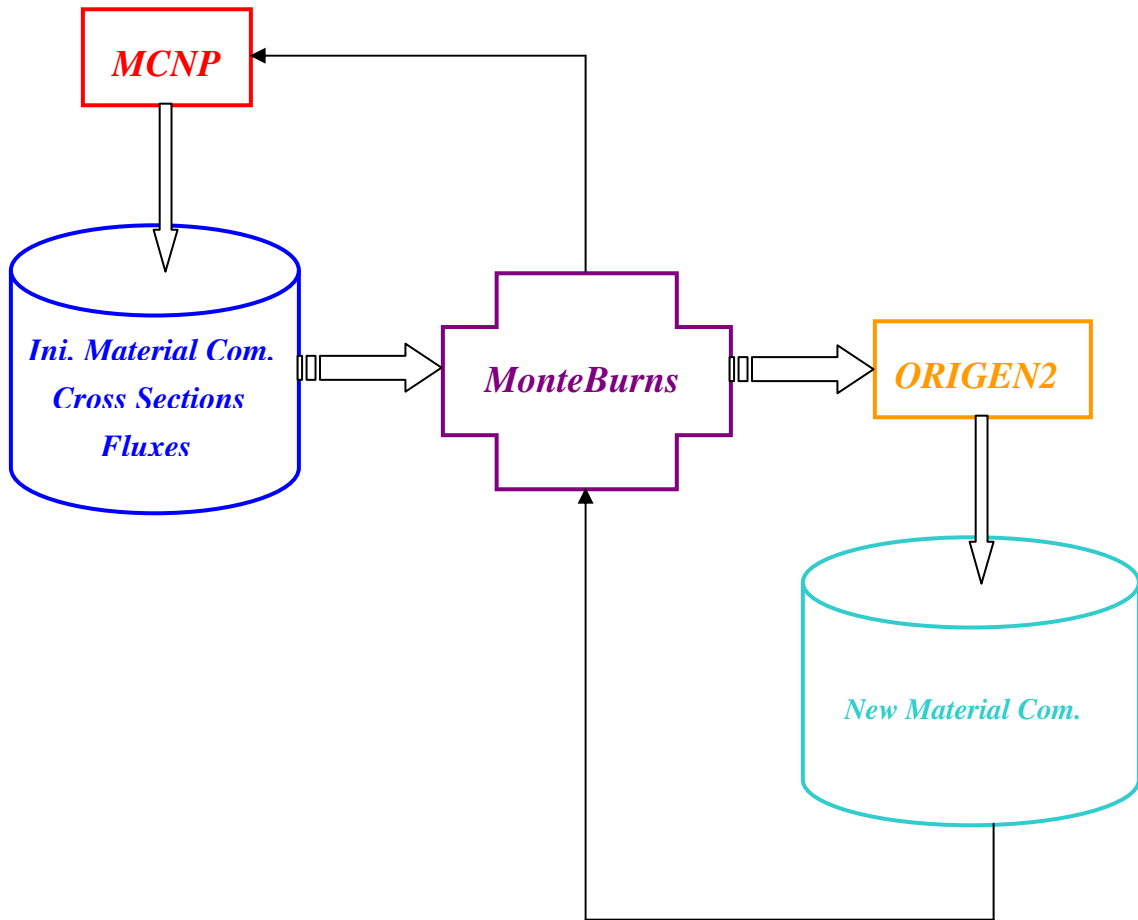 MCNP
Ini. Material Com.
Cross Sections
Fluxes
MonteBurns
ORIGEN2
New Material Com.